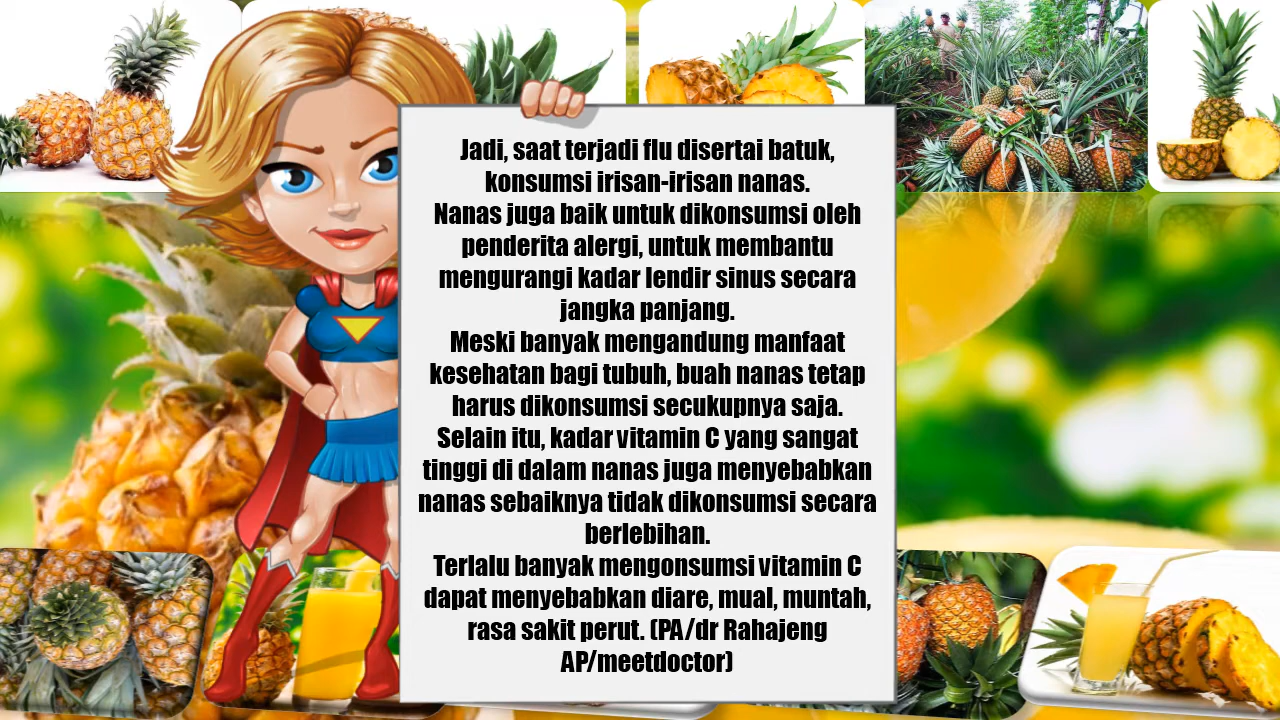 Jadi, saat terjadi flu disertai batuk,
konsumsi irisan-irisan nanas.
Nanas juga baik untuk dikonsumsi oleh
penderita alergi, untuk membantu
mengurangi kadar lendir sinus secara
jangka panjang.
Meski banyak mengandung manfaat
kesehatan bagi tubuh, buah nanas tetap
harus dikonsumsi secukupnya saja.
Selain itu, kadar vitamin C yang sangat
tinggi di dalam nanas juga menyebabkan
nanas sebaiknya tidak dikonsumsi secara
berlebihan.
Terlalu banyak mengonsumsi vitamin C
dapat menyebabkan diare, mual, muntah,
rasa sakit perut. (PA/dr Rahajeng
AP/meetdoctor)